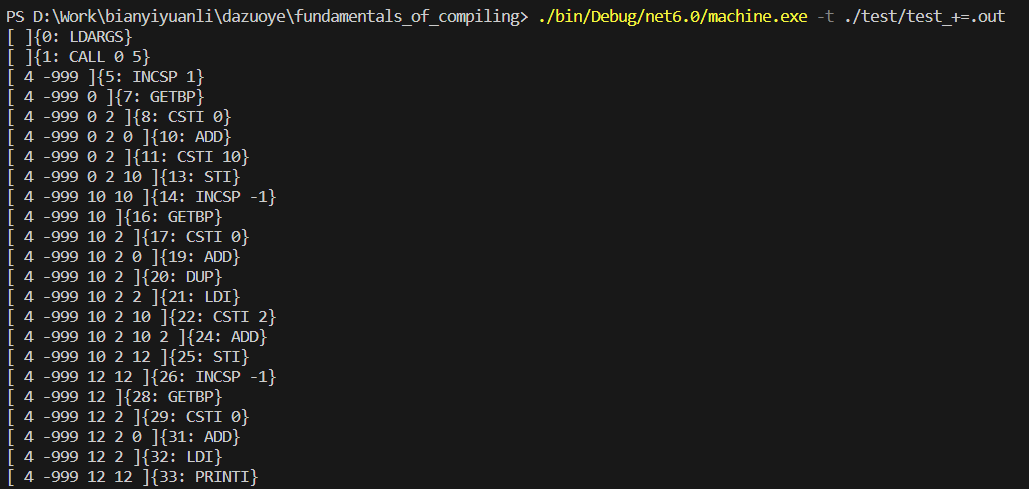 PS D:\Work\bianyiyuanli\dazuoye\fundamentals_of_compiling> ./bin/Debug/net6.0/machine.exe -t ./test/test_+=.out
[ ]{0: LDARGS}
[ ]{1: CALL 0 5}
[ 4 -999 ]{5: INCSP 1}
[ 4 -999 0 ]{7: GETBP}
[ 4 -999 0 2 ]{8: CSTI 0}
[ 4 -999 0 2 0 ]{10: ADD}
[ 4 -999 0 2 ]{11: CSTI 10}
[ 4 -999 0 2 10 ]{13: STI}
[ 4 -999 10 10 ]{14: INCSP -1}
[ 4 -999 10 ]{16: GETBP}
[ 4 -999 10 2 ]{17: CSTI 0}
[ 4 -999 10 2 0 ]{19: ADD}
[ 4 -999 10 2 ]{20: DUP}
[ 4 -999 10 2 2 ]{21: LDI}
[ 4 -999 10 2 10 ]{22: CSTI 2}
[ 4 -999 10 2 10 2 ]{24: ADD}
[ 4 -999 10 2 12 ]{25: STI}
[ 4 -999 12 12 ]{26: INCSP -1}
[ 4 -999 12 ]{28: GETBP}
[ 4 -999 12 2 ]{29: CSTI 0}
[ 4 -999 12 2 0 ]{31: ADD}
[ 4 -999 12 2 ]{32: LDI}
[ 4 -999 12 12 ]{33: PRINTI}